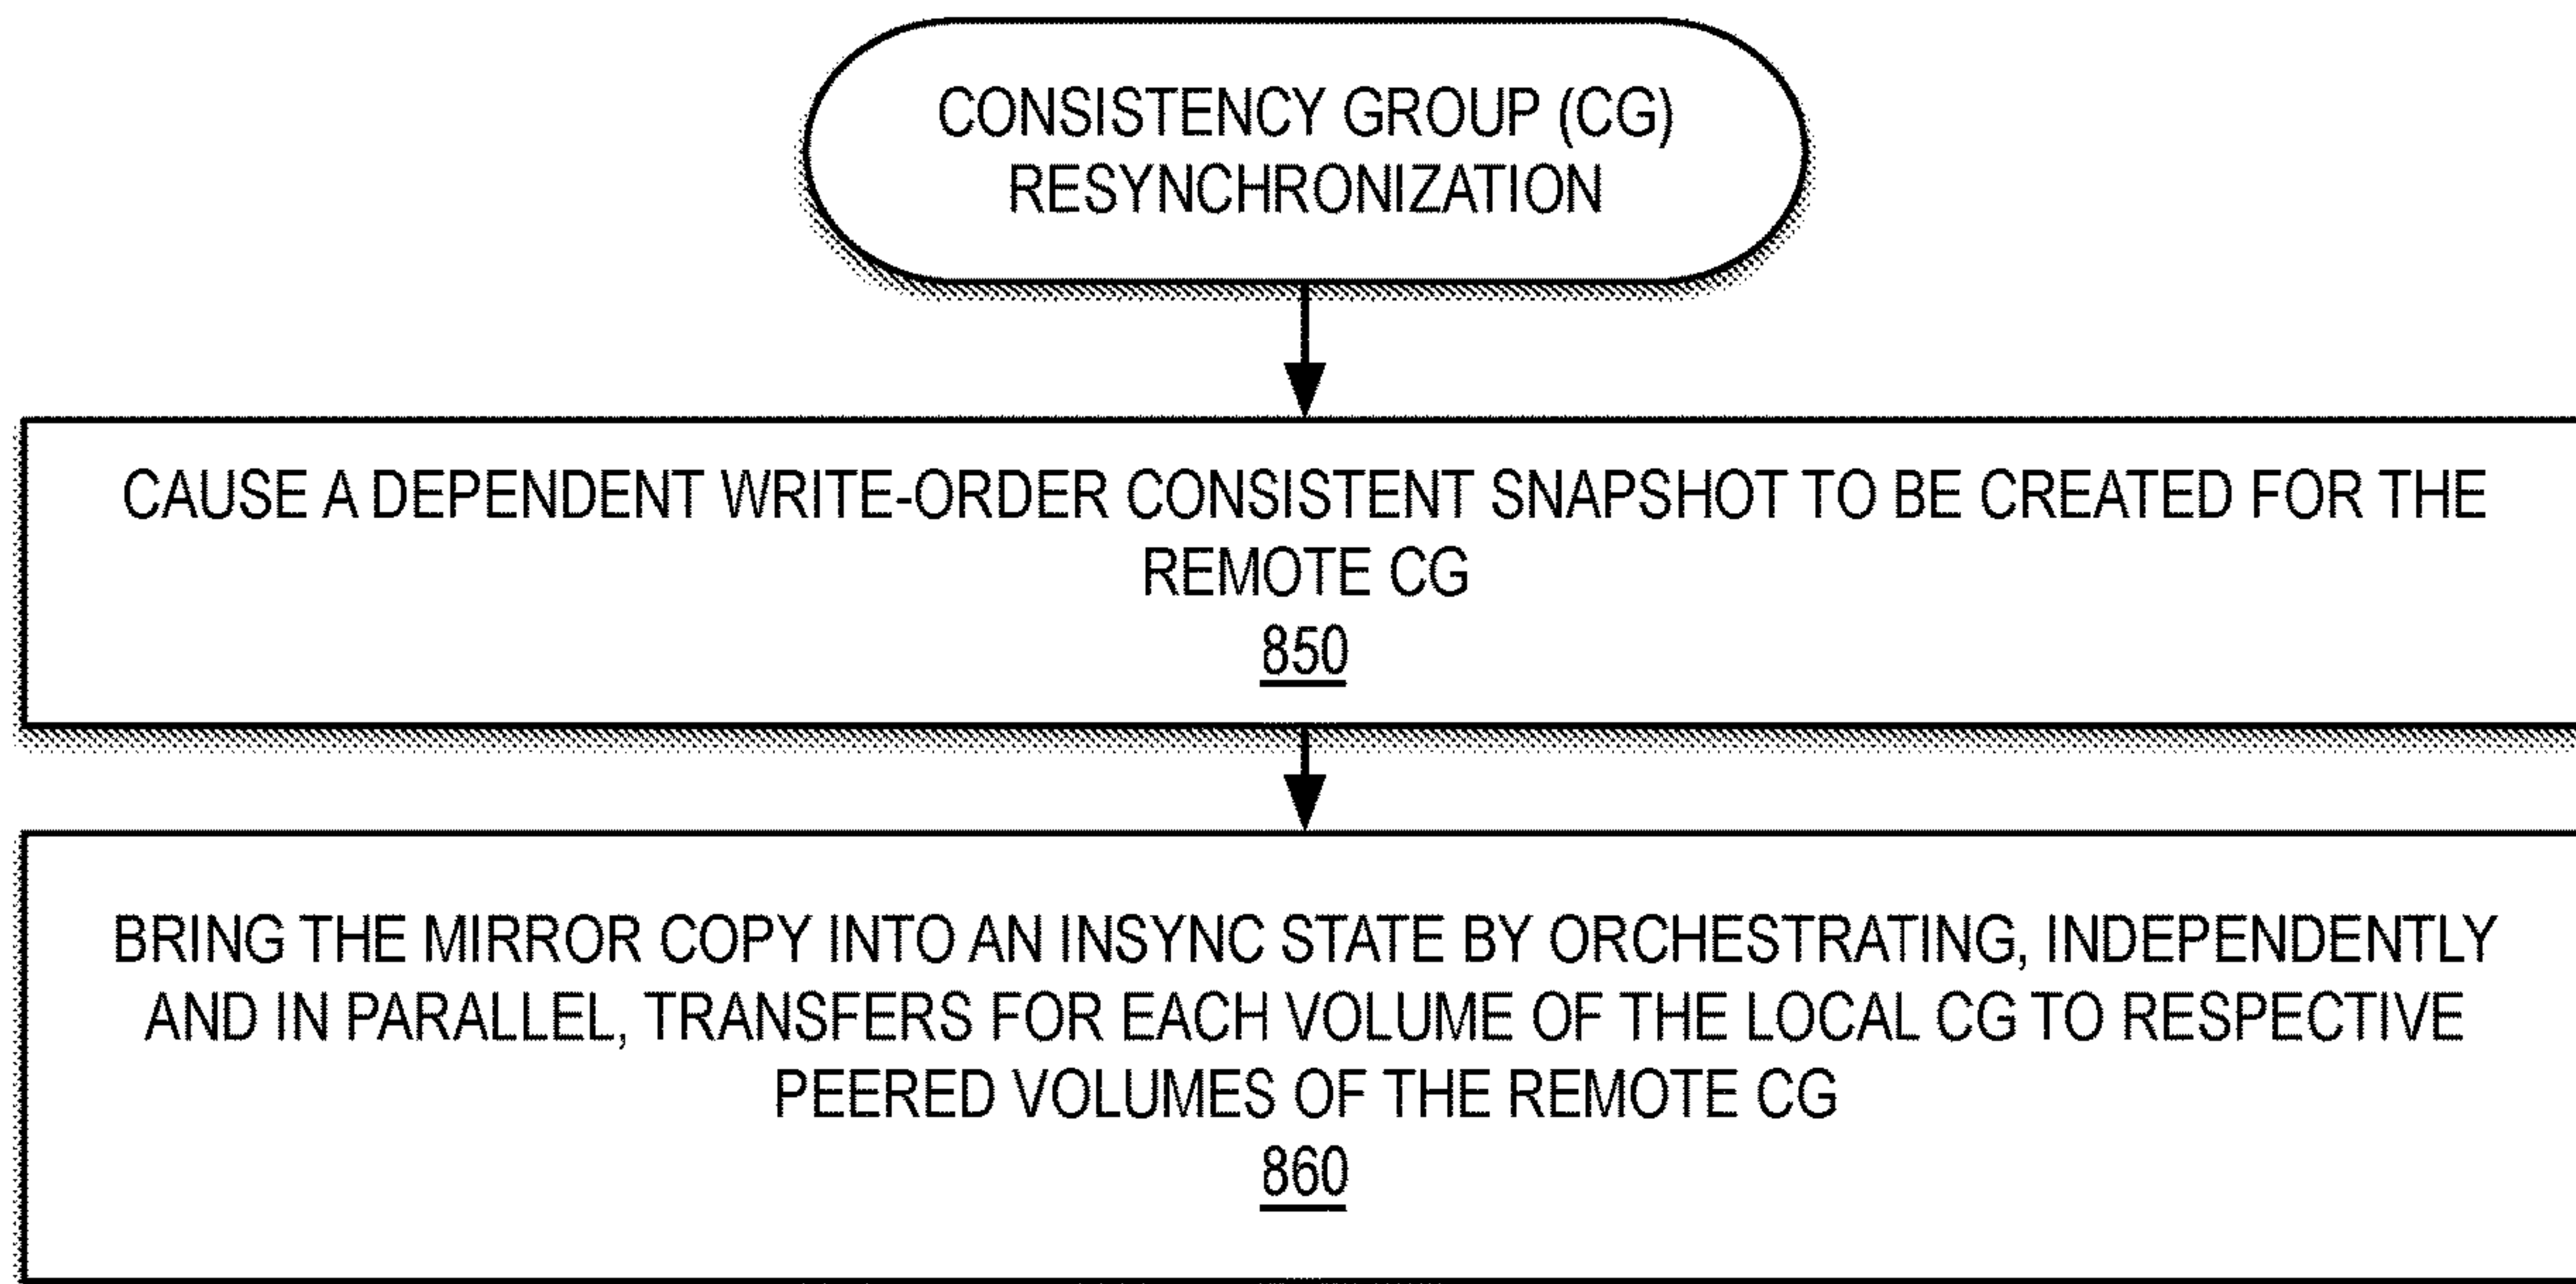 CONSISTENCY GROUP (CG)
RESYNCHRONIZATION
CAUSE A DEPENDENT WRITE-ORDER CONSISTENT SNAPSHOT TO BE CREATED FOR THE
REMOTE CG
850
BRING THE MIRROR COPY INTO AN INSYNC STATE BY ORCHESTRATING, INDEPENDENTLY
AND IN PARALLEL, TRANSFERS FOR EACH VOLUME OF THE LOCAL CG TO RESPECTIVE
PEERED VOLUMES OF THE REMOTE CG
860